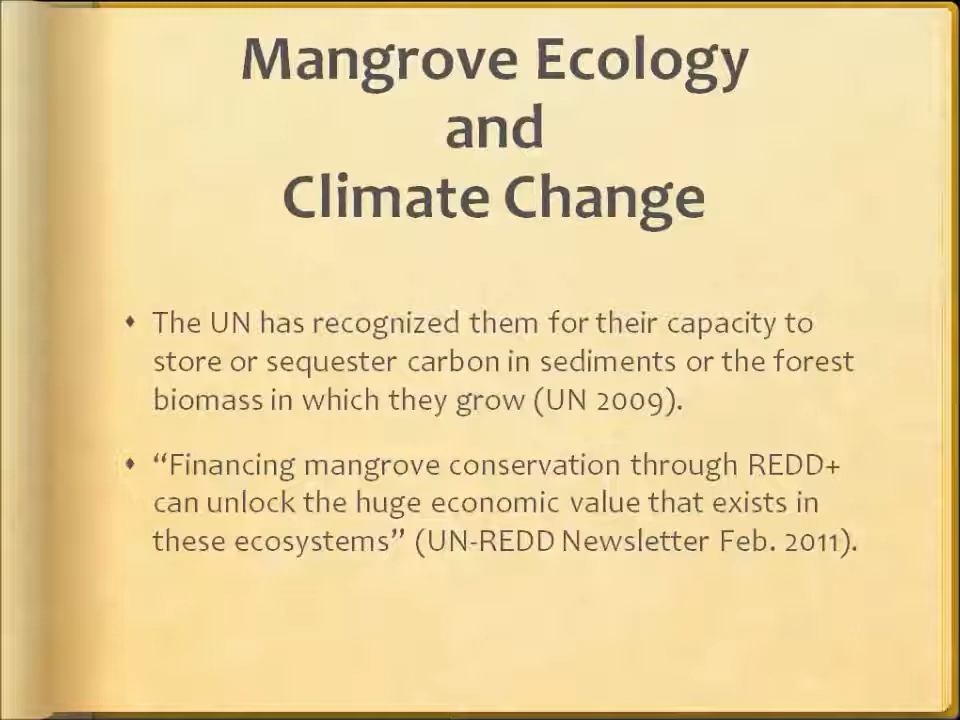 Mangrove Ecology
and
Climate Change
The UN has recognized them for their capacity to
store or sequester carbon in sediments or the forest
biomass in which they grow (UN 2009).
“Financing mangrove conservation through REDD+
can unlock the huge economic value that exists in
these ecosystems” (UN-REDD Newsletter Feb. 2011).